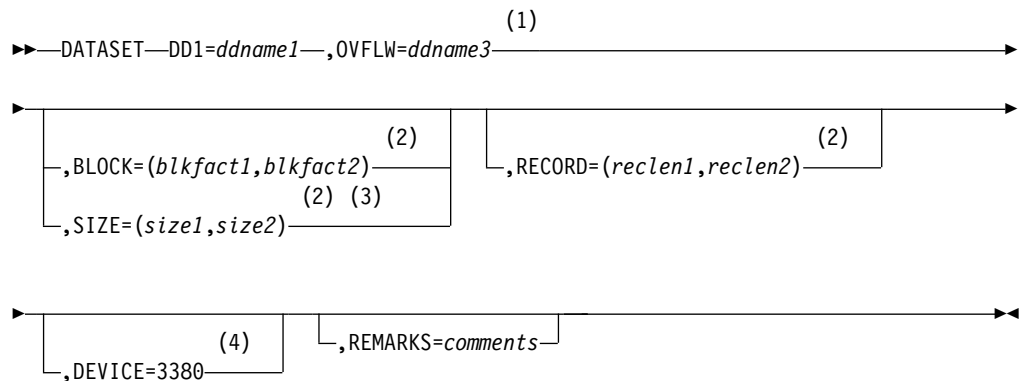 (1)
DATASET DD1=ddname1 ,OVFLW=ddname3
(2) (2)
,BLOCK=(blkfact1,blkfact2) ,RECORD=(reclen1,reclen2)
(2) (3)
,SIZE=(size1,size2)
(4)
,DEVICE=3380 ,REMARKS=comments